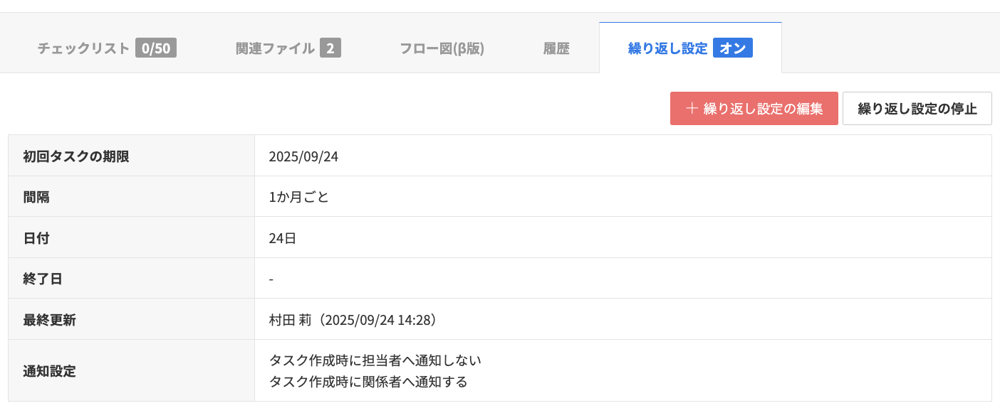 チェックリスト 0/50 関連ファイル 2 フロー図(β版) 履歴 繰り返し設定 オン
＋ 繰り返し設定の編集 繰り返し設定の停止
初回タスクの期限 2025/09/24
間隔 1か月ごと
日付 24日
終了日 -
最終更新 村田 莉（2025/09/24 14:28）
通知設定 タスク作成時に担当者へ通知しない
タスク作成時に関係者へ通知する